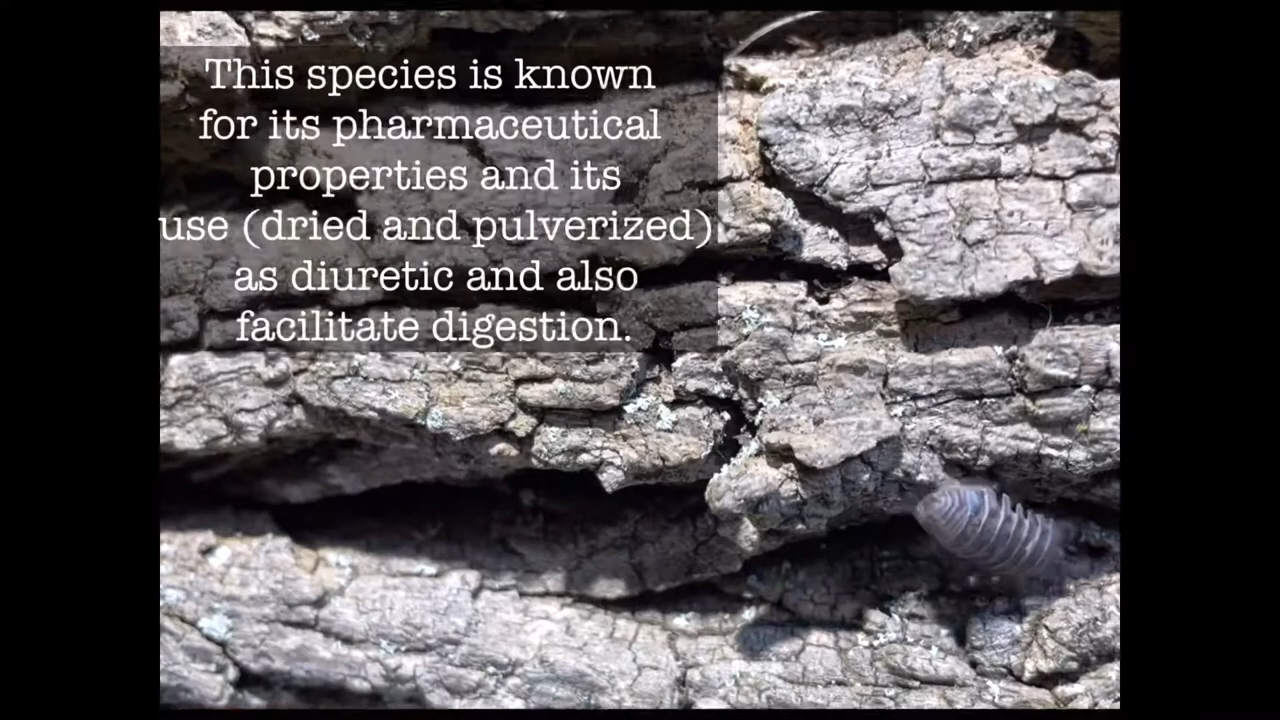 This species is known
for its pharmaceutical
properties and its
use (dried and pulverized)
as diuretic and also
facilitate digestion.